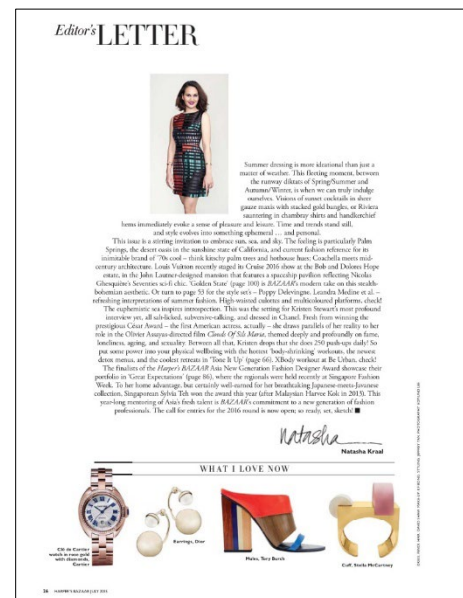 Editor's LETTER
Summer dressing is more ideational than just a
matter of weather. This fleeting moment, between
the runway diktats of Spring/Summer and
Autumn/Winter, is when we can truly indulge
ourselves. Visions of sunset cocktails in sheer
gauze maxis with stacked gold bangles, or Riviera
sauntering in chambray shirts and handkerchief
hems immediately evoke a sense of pleasure and leisure. Time and trends stand still,
and style evolves into something ephemeral … and personal.
This issue is a stirring invitation to embrace sun, sea, and sky. The feeling is particularly Palm
Springs, the desert oasis in the sunshine state of California, and current fashion reference for its
inimitable brand of '70s cool – think kitschy palm trees and hothouse hues; Coachella meets mid-
century architecture. Louis Vuitton recently staged its Cruise 2016 show at the Bob and Dolores Hope
estate, in the John Lautner-designed mansion that features a spaceship pavilion reflecting Nicolas
Ghesquière's Seventies sci-fi chic. 'Golden State' (page 100) is BAZAAR's modern take on this stealth-
bohemian aesthetic. Or turn to page 53 for the style set's – Poppy Delevingne, Leandra Medine et al. –
refreshing interpretations of summer fashion. High-waisted culottes and multicoloured platforms, check!
The euphemistic sea inspires introspection. This was the setting for Kristen Stewart's most profound
interview yet, all tab-licked, subversive-talking, and dressed in Chanel. Fresh from winning the
prestigious César Award – the first American actress, actually – she draws parallels of her reality to her
role in the Olivier Assayas-directed film Clouds Of Sils Maria, themed deeply and profoundly on fame,
loneliness, ageing, and sexuality. Between all that, Kristen drops that she does 250 push-ups daily! So
put some power into your physical wellbeing with the hottest 'body-shrinking' workouts, the newest
detox menus, and the coolest retreats in 'Tone It Up' (page 66). XBody workout at Be Urban, check!
The finalists of the Harper's BAZAAR Asia New Generation Fashion Designer Award showcase their
portfolio in 'Great Expectations' (page 86), where the regionals were held recently at Singapore Fashion
Week. To her home advantage, but certainly well-earned for her breathtaking Japanese-meets-Javanese
collection, Singaporean Sylvia Teh won the award this year (after Malaysian Harvee Kok in 2013). This
year-long mentoring of Asia's fresh talent is BAZAAR's commitment to a new generation of fashion
professionals. The call for entries for the 2016 round is now open; so ready, set, sketch!
Natasha
Natasha Kraal
WHAT I LOVE NOW
Clé de Cartier
watch in rose gold
with diamonds,
Cartier
Earrings, Dior
Mules, Tory Burch
Cuff, Stella McCartney
26 HARPER'S BAZAAR JULY 2015